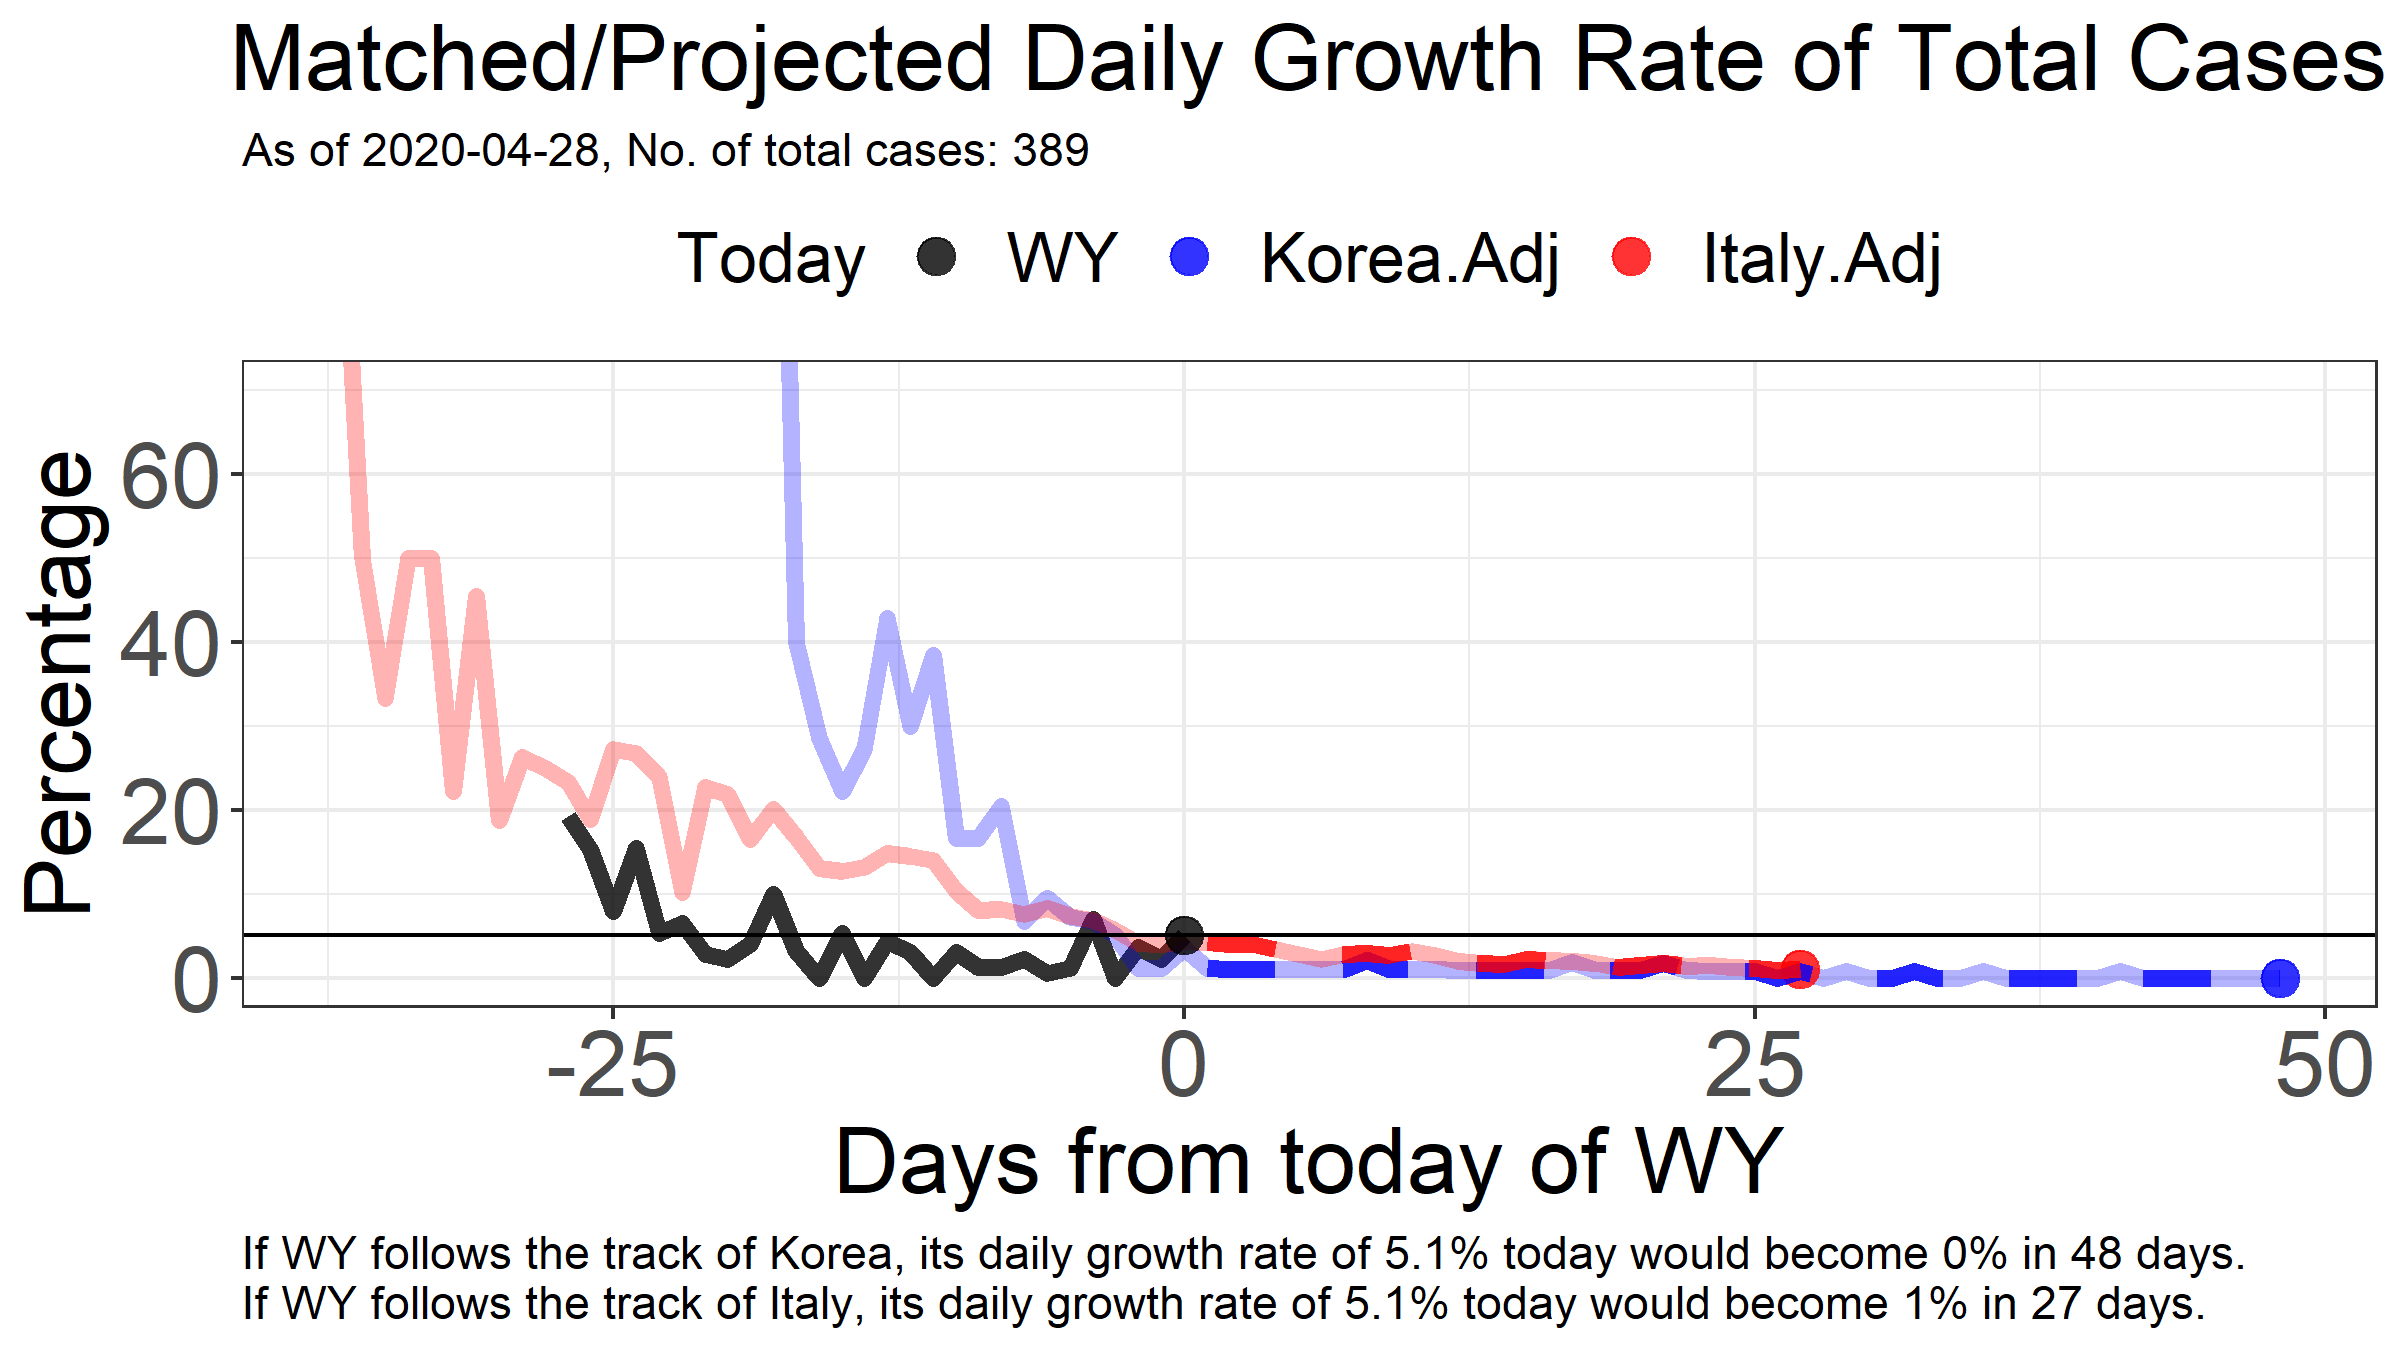 Matched/Projected Daily Growth Rate of Total Cases
As of 2020-04-28, No. of total cases: 389
Today WY Korea.Adj Italy.Adj
Percentage
60
40
20
0
-25 0 25 50
Days from today of WY
If WY follows the track of Korea, its daily growth rate of 5.1% today would become 0% in 48 days.
If WY follows the track of Italy, its daily growth rate of 5.1% today would become 1% in 27 days.